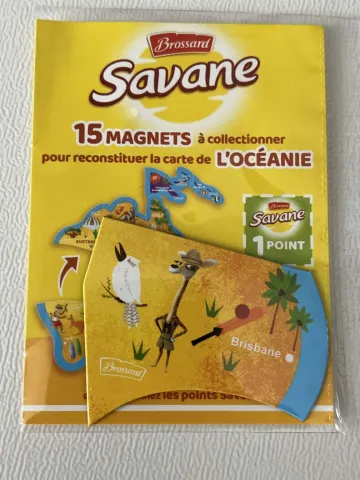 Brossard
Savane
15 MAGNETS à collectionner
pour reconstituer la carte de L'OCÉANIE
Brossard
Savane
1 POINT
Brisbane
Brossard
les points